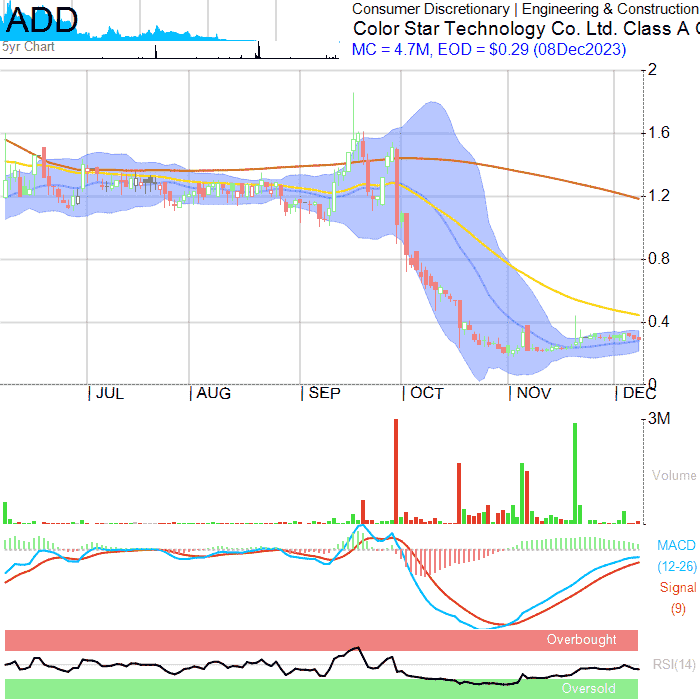 ADD
Consumer Discretionary | Engineering & Construction
Color Star Technology Co. Ltd. Class A
5yr Chart
MC = 4.7M, EOD = $0.29 (08Dec2023)
2
1.6
1.2
0.8
0.4
0
JUL AUG SEP OCT NOV DEC
3M
Volume
MACD
(12-26)
Signal
(9)
Overbought
RSI(14)
Oversold